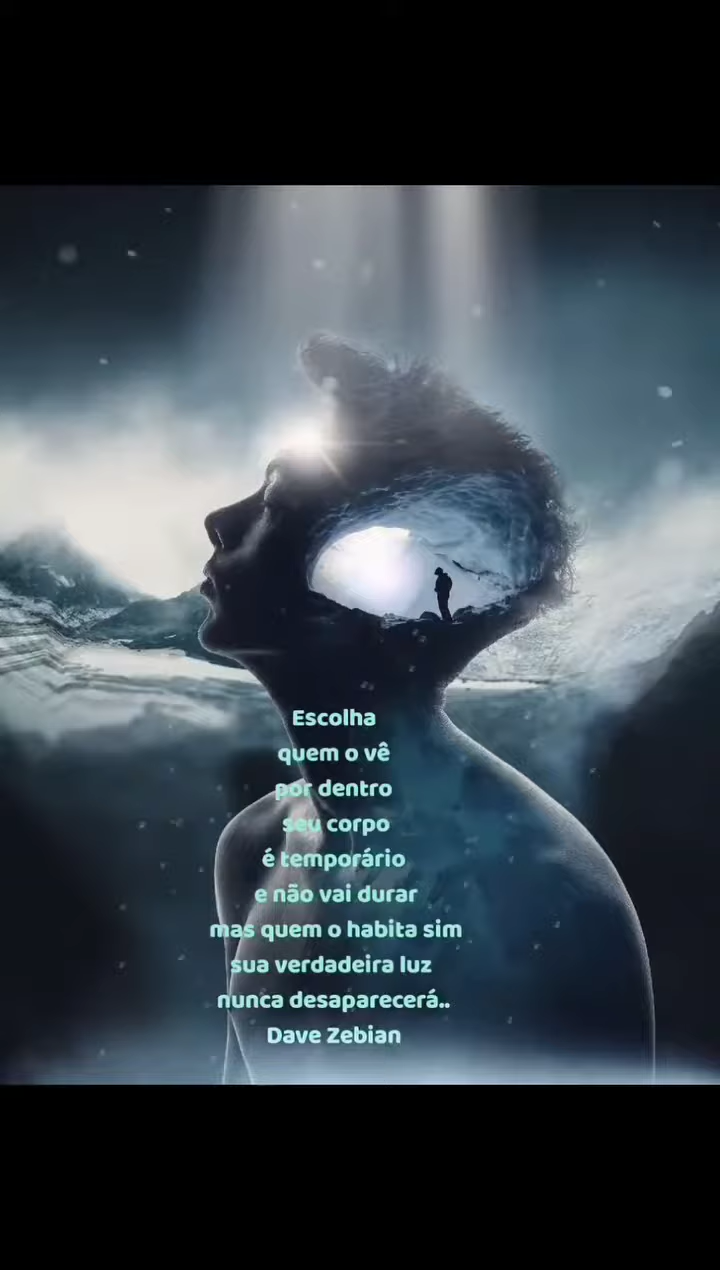 Escolha
quem o vê
por dentro
seu corpo
é temporário
e não vai durar
mas quem o habita sim
sua verdadeira luz
nunca desaparecerá..
Dave Zebian